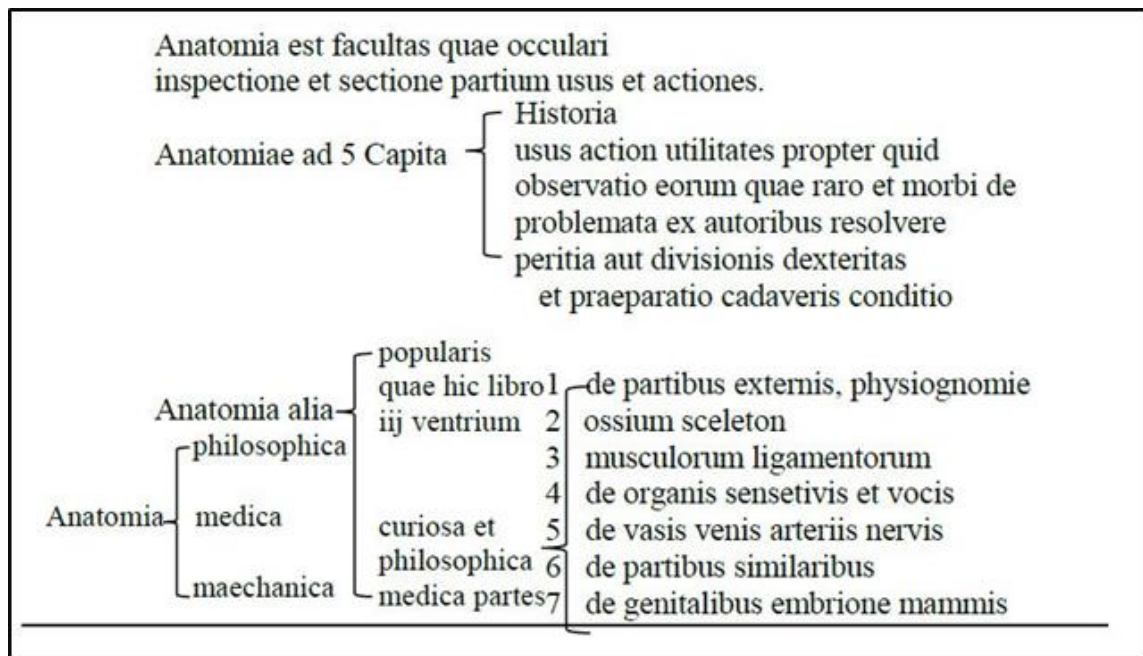 Anatomia est facultas quae occulari
inspectione et sectione partium usus et actiones.
Anatomiae ad 5 Capita
Historia
usus action utilitates propter quid
observatio eorum quae raro et morbi de
problemata ex autoribus resolvere
peritia aut divisionis dexteritas
et praeparatio cadaveris conditio
Anatomia alia
popularis
quae hic libro
iij ventrium
curiosa et
philosophica
medica partes
1 de partibus externis, physiognomie
2 ossium sceleton
3 musculorum ligamentorum
4 de organis sensetivis et vocis
5 de vasis venis arteriis nervis
6 de partibus similaribus
7 de genitalibus embrione mammis
Anatomia
philosophica
medica
maechanica